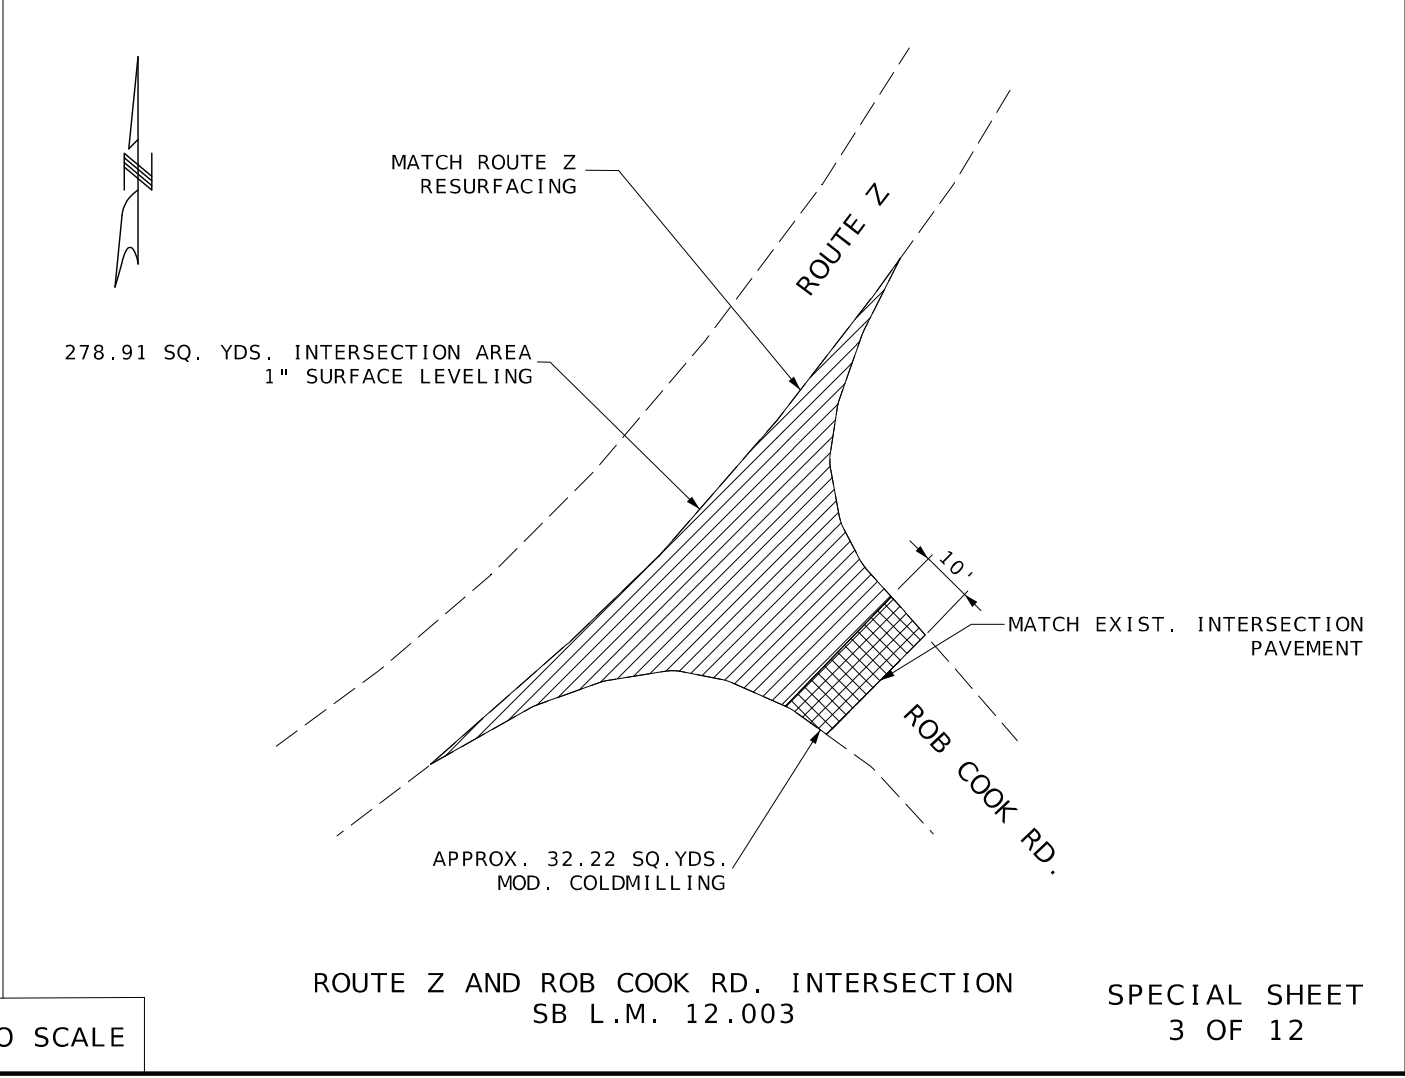 N
MATCH ROUTE Z
RESURFACING
ROUTE Z
278.91 SQ. YDS. INTERSECTION AREA
1" SURFACE LEVELING
10'
MATCH EXIST. INTERSECTION
PAVEMENT
ROB COOK RD.
APPROX. 32.22 SQ.YDS.
MOD. COLDMILLING
ROUTE Z AND ROB COOK RD. INTERSECTION
SB L.M. 12.003
SPECIAL SHEET
3 OF 12
O SCALE